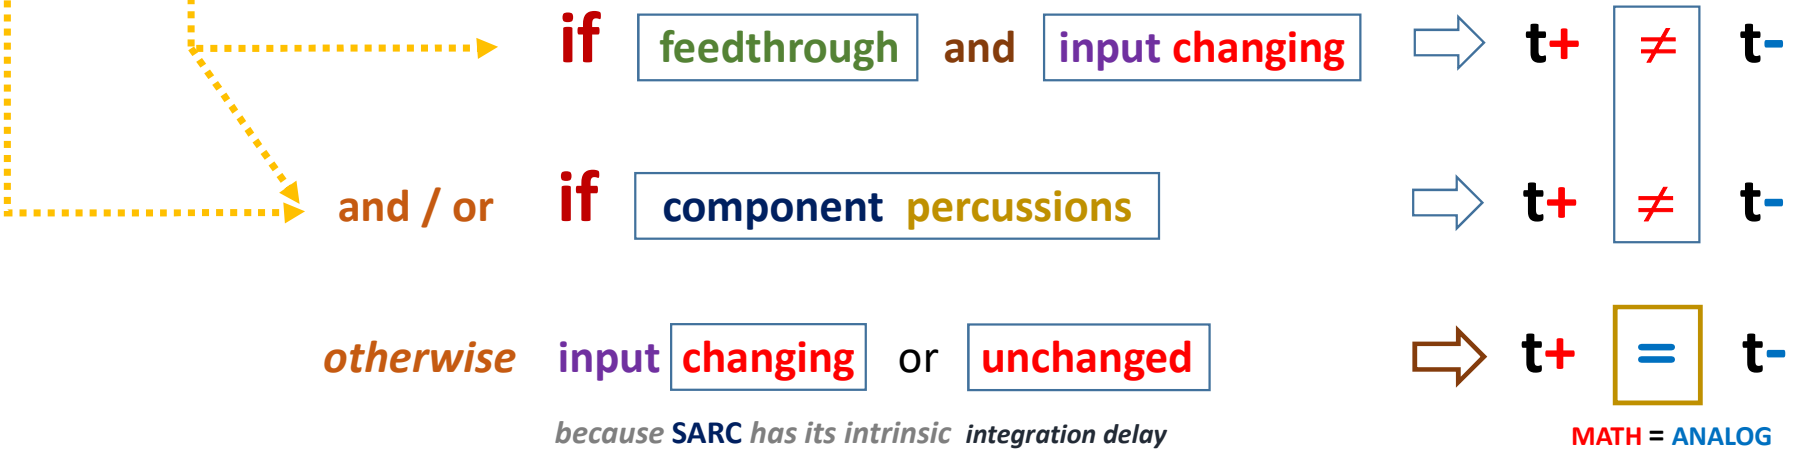 if feedthrough and input changing t+ ≠ t-
and / or if component percussions t+ ≠ t-
otherwise input changing or unchanged t+ = t-
because SARC has its intrinsic integration delay MATH = ANALOG